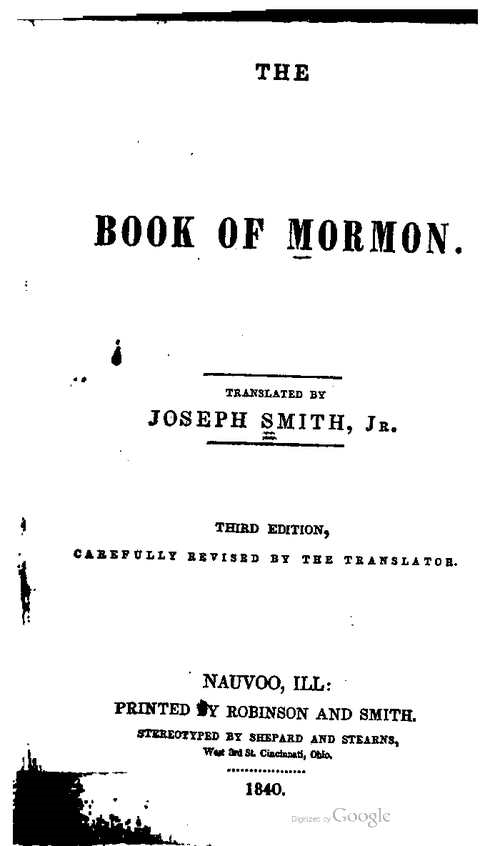 THE
BOOK OF MORMON.
TRANSLATED BY
JOSEPH SMITH, JR.
THIRD EDITION,
CAREFULLY REVISED BY THE TRANSLATOR.
NAUVOO, ILL:
PRINTED BY ROBINSON AND SMITH.
STEREOTYPED BY SHEPARD AND STEARNS,
West 3rd St. Cincinnati, Ohio.
1840.
Digitized by Google